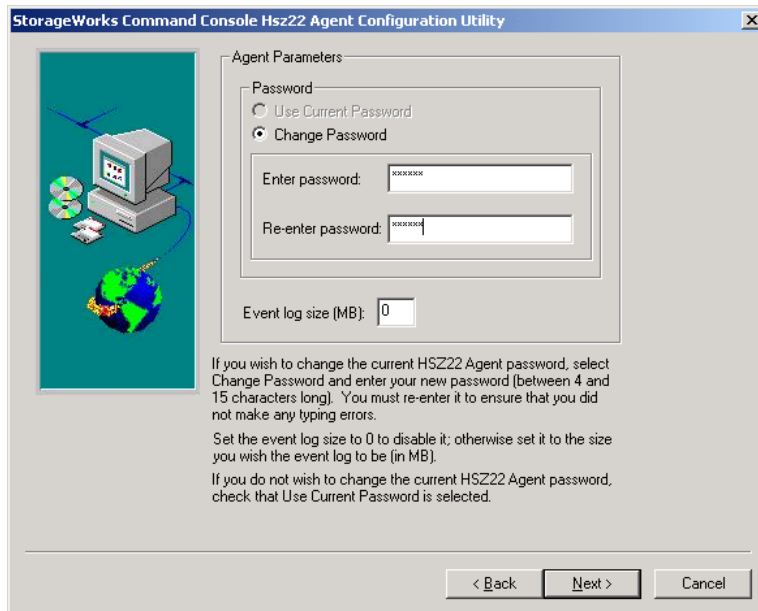 StorageWorks Command Console Hsz22 Agent Configuration Utility
Agent Parameters
Password
Use Current Password
Change Password
Enter password: ××××××
Re-enter password: ××××××
Event log size (MB): 0
If you wish to change the current HSZ22 Agent password, select
Change Password and enter your new password (between 4 and
15 characters long). You must re-enter it to ensure that you did
not make any typing errors.
Set the event log size to 0 to disable it; otherwise set it to the size
you wish the event log to be (in MB).
If you do not wish to change the current HSZ22 Agent password,
check that Use Current Password is selected.
< Back
Next >
Cancel